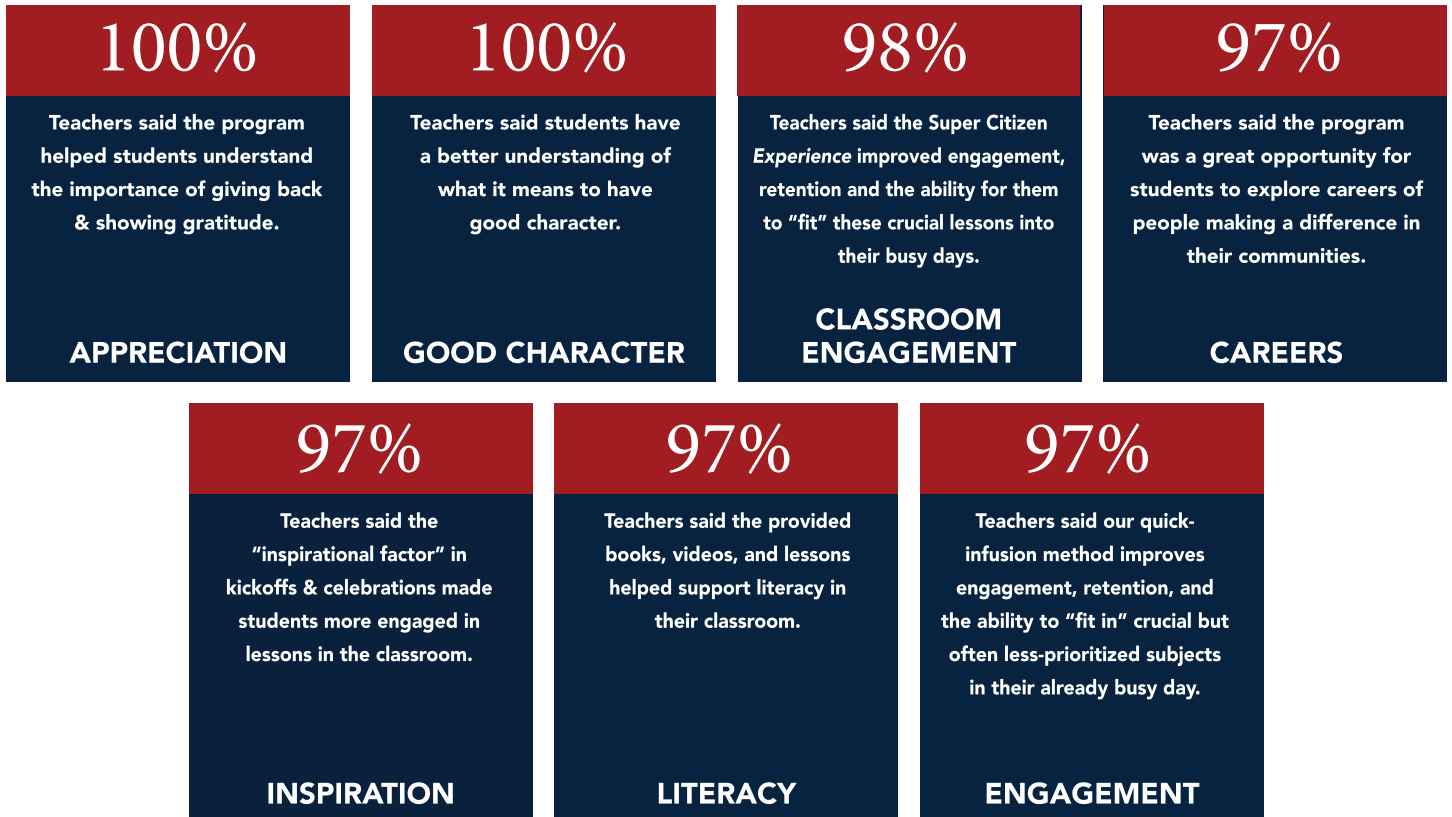 100%
Teachers said the program
helped students understand
the importance of giving back
& showing gratitude.
APPRECIATION
100%
Teachers said students have
a better understanding of
what it means to have
good character.
GOOD CHARACTER
98%
Teachers said the Super Citizen
Experience improved engagement,
retention and the ability for them
to “fit” these crucial lessons into
their busy days.
CLASSROOM
ENGAGEMENT
97%
Teachers said the program
was a great opportunity for
students to explore careers of
people making a difference in
their communities.
CAREERS
97%
Teachers said the
“inspirational factor” in
kickoffs & celebrations made
students more engaged in
lessons in the classroom.
INSPIRATION
97%
Teachers said the provided
books, videos, and lessons
helped support literacy in
their classroom.
LITERACY
97%
Teachers said our quick-
infusion method improves
engagement, retention, and
the ability to “fit in” crucial but
often less-prioritized subjects
in their already busy day.
ENGAGEMENT